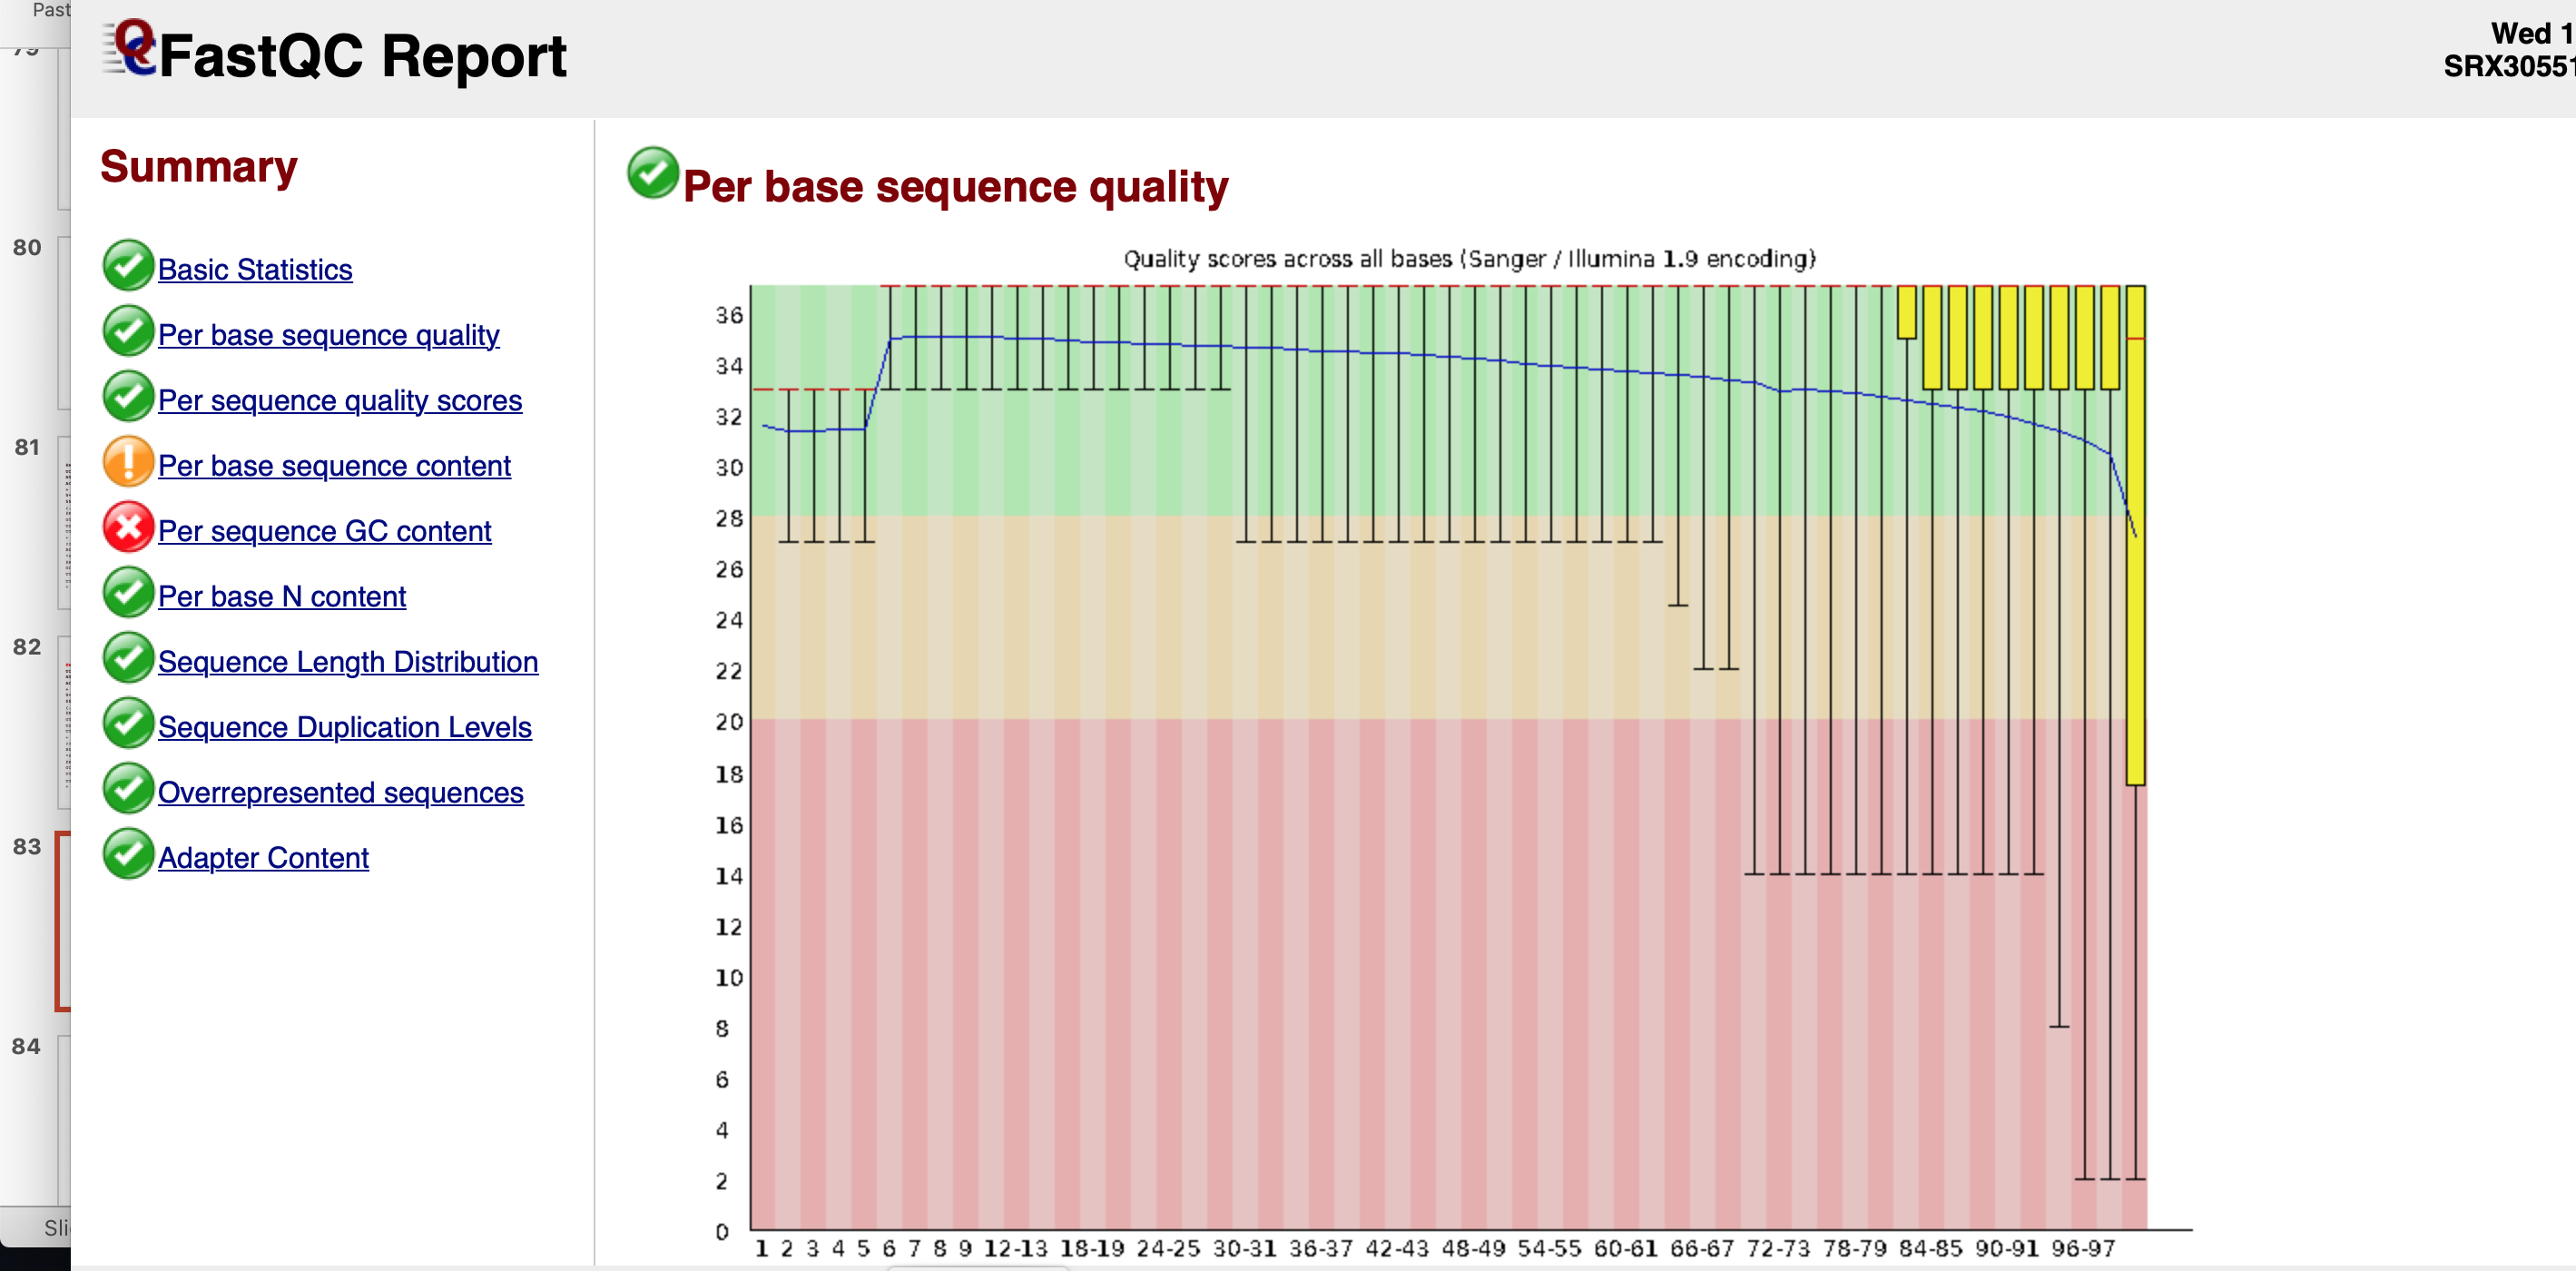 Past
FastQC Report
Wed 1
SRX30551
Summary
Basic Statistics
Per base sequence quality
Per sequence quality scores
Per base sequence content
Per sequence GC content
Per base N content
Sequence Length Distribution
Sequence Duplication Levels
Overrepresented sequences
Adapter Content
80
81
82
83
84
Sli
Per base sequence quality
Quality scores across all bases (Sanger / Illumina 1.9 encoding)
36
34
32
30
28
26
24
22
20
18
16
14
12
10
8
6
4
2
0
1 2 3 4 5 6 7 8 9 12-13 18-19 24-25 30-31 36-37 42-43 48-49 54-55 60-61 66-67 72-73 78-79 84-85 90-91 96-97